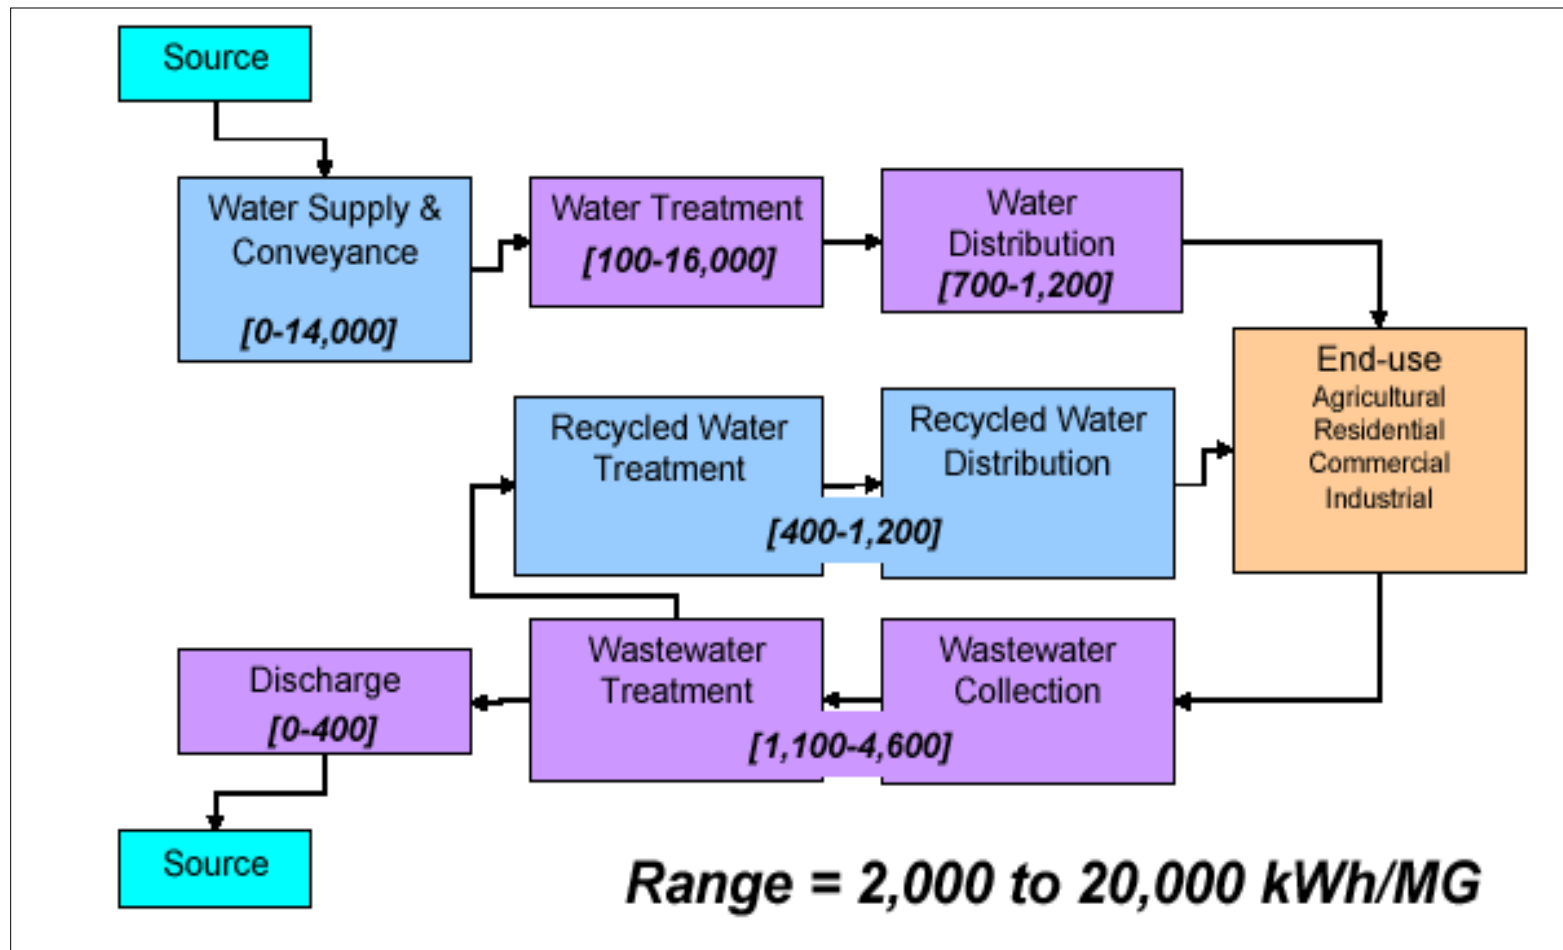 Source
Water Supply &
Conveyance
[0-14,000]
Water Treatment
[100-16,000]
Water
Distribution
[700-1,200]
End-use
Agricultural
Residential
Commercial
Industrial
Recycled Water
Treatment
Recycled Water
Distribution
[400-1,200]
Wastewater
Treatment
Wastewater
Collection
[1,100-4,600]
Discharge
[0-400]
Source
Range = 2,000 to 20,000 kWh/MG